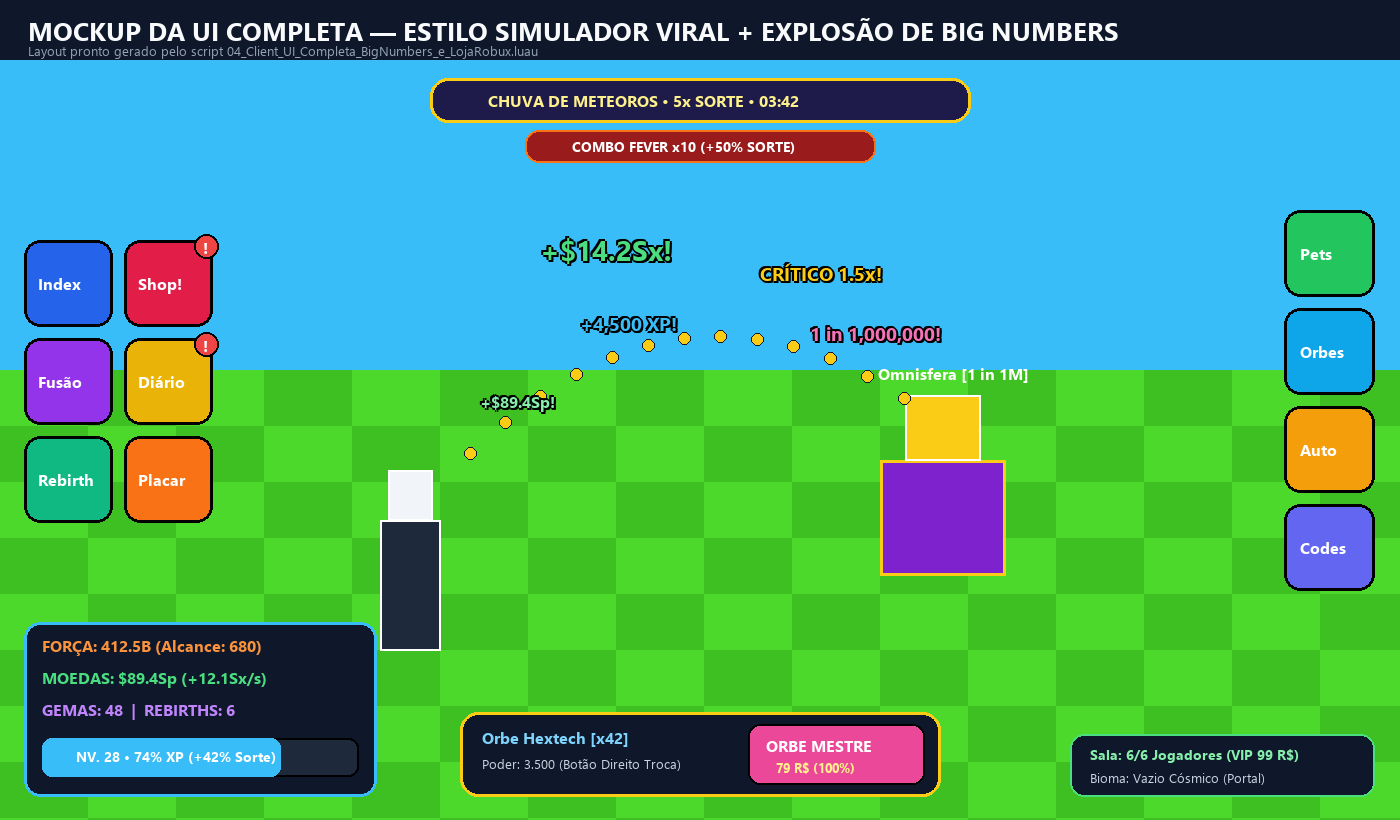 MOCKUP DA UI COMPLETA — ESTILO SIMULADOR VIRAL + EXPLOSÃO DE BIG NUMBERS
Layout pronto gerado pelo script 04_Client_UI_Completa_BigNumbers_e_LojaRobux.luau
CHUVA DE METEOROS • 5x SORTE • 03:42
COMBO FEVER x10 (+50% SORTE)
+$14.2Sx!
CRÍTICO 1.5x!
+4,500 XP!
1 in 1,000,000!
Omnisfera [1 in 1M]
+$89.4Sp!
Index
Shop!
!
Fusão
Diário
!
Rebirth
Placar
Pets
Orbes
Auto
Codes
FORÇA: 412.5B (Alcance: 680)
MOEDAS: $89.4Sp (+12.1Sx/s)
GEMAS: 48 | REBIRTHS: 6
NV. 28 • 74% XP (+42% Sorte)
Orbe Hextech [x42]
Poder: 3.500 (Botão Direito Troca)
ORBE MESTRE
79 R$ (100%)
Sala: 6/6 Jogadores (VIP 99 R$)
Bioma: Vazio Cósmico (Portal)